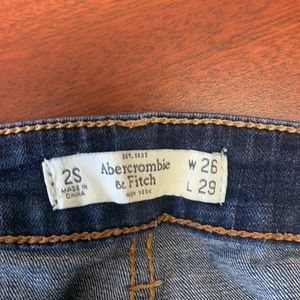 EST. 1892
Abercrombie
& Fitch
NEW YORK
2S
MADE IN
CHINA
W 26
L 29